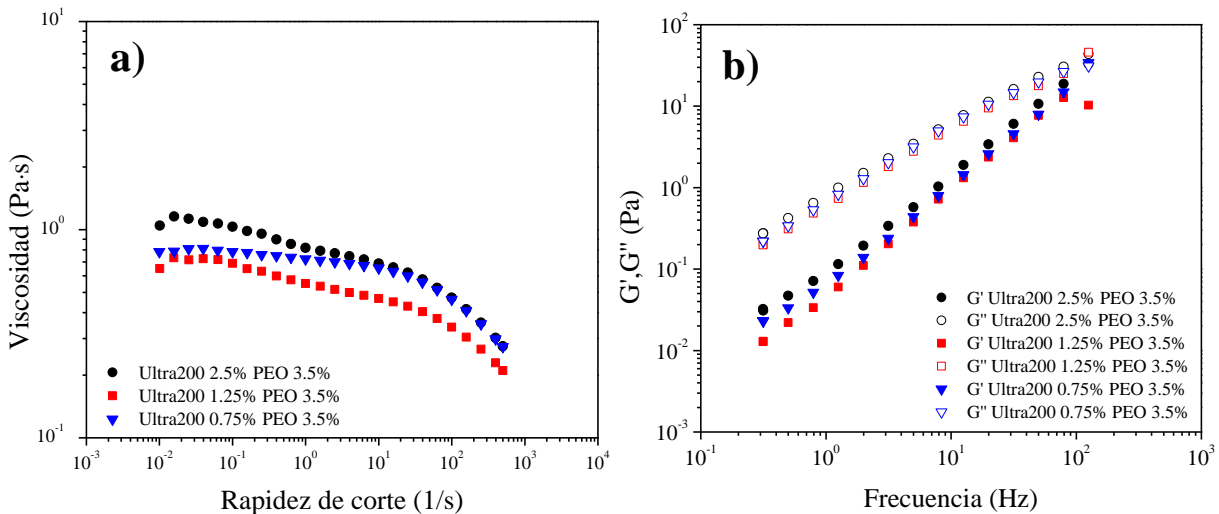 a)
Viscosidad (Pa·s)
10¹
10⁰
10⁻¹
Ultra200 2.5% PEO 3.5%
Ultra200 1.25% PEO 3.5%
Ultra200 0.75% PEO 3.5%
10⁻³ 10⁻² 10⁻¹ 10⁰ 10¹ 10² 10³ 10⁴
Rapidez de corte (1/s)
b)
G',G'' (Pa)
10²
10¹
10⁰
10⁻¹
10⁻²
10⁻³
G' Ultra200 2.5% PEO 3.5%
G'' Utra200 2.5% PEO 3.5%
G' Ultra200 1.25% PEO 3.5%
G'' Ultra200 1.25% PEO 3.5%
G' Ultra200 0.75% PEO 3.5%
G'' Ultra200 0.75% PEO 3.5%
10⁻¹ 10⁰ 10¹ 10² 10³
Frecuencia (Hz)